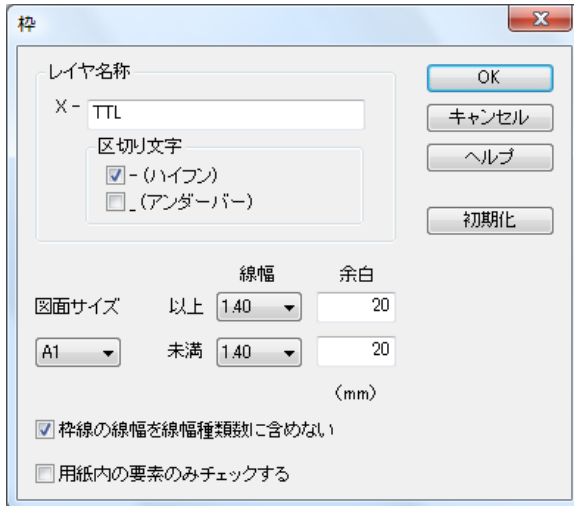 枠
レイヤ名称
X - TTL
区切り文字
- (ハイフン)
_ (アンダーバー)
OK
キャンセル
ヘルプ
初期化
線幅 余白
図面サイズ 以上 1.40 20
A1 未満 1.40 20
(mm)
枠線の線幅を線幅種類数に含めない
用紙内の要素のみチェックする